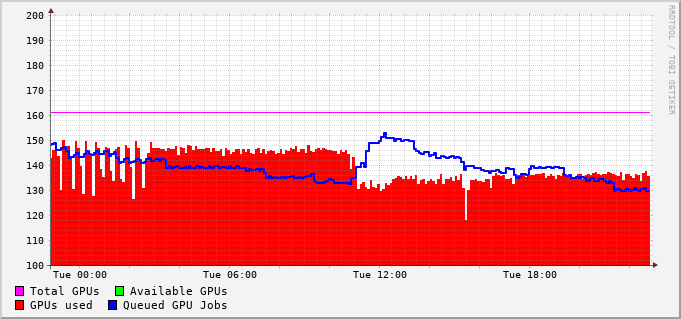 200
190
180
170
160
150
140
130
120
110
100
Tue 00:00 Tue 06:00 Tue 12:00 Tue 18:00
Total GPUs Available GPUs
GPUs used Queued GPU Jobs
RRDTOOL / TOBI OETIKER